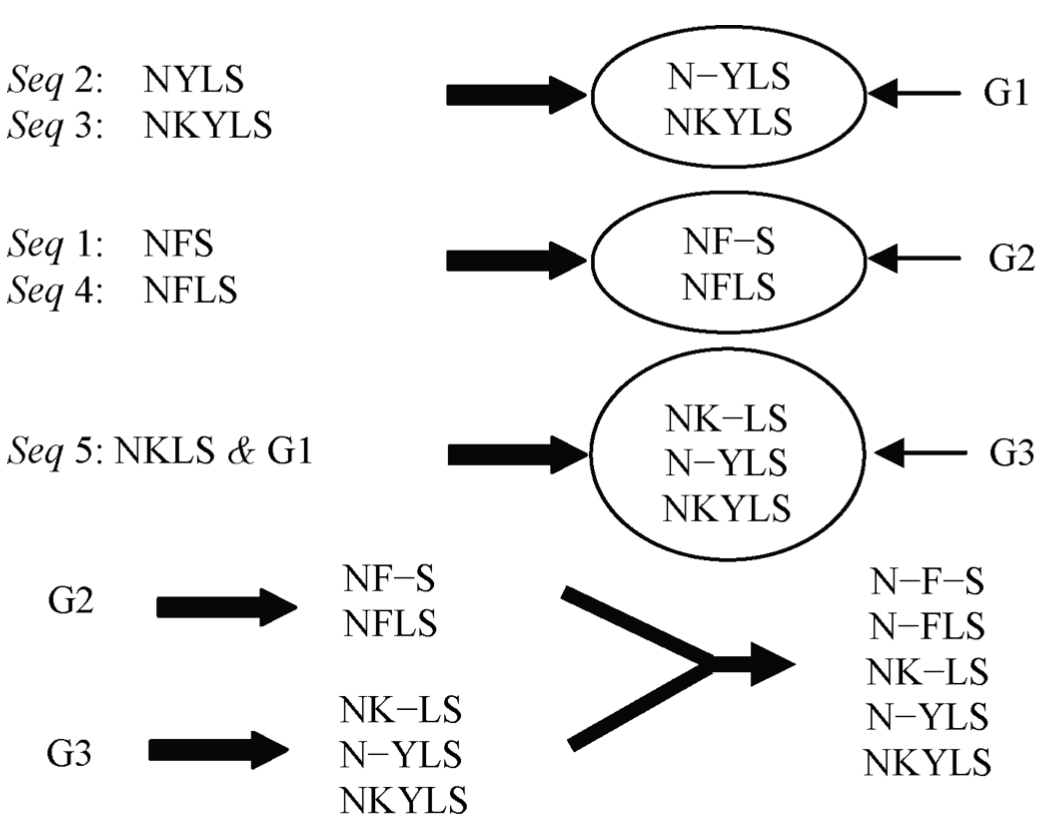 Seq 2: NYLS
Seq 3: NKYLS
N−YLS
NKYLS
G1
Seq 1: NFS
Seq 4: NFLS
NF−S
NFLS
G2
Seq 5: NKLS & G1
NK−LS
N−YLS
NKYLS
G3
G2
NF−S
NFLS
G3
NK−LS
N−YLS
NKYLS
N−F−S
N−FLS
NK−LS
N−YLS
NKYLS